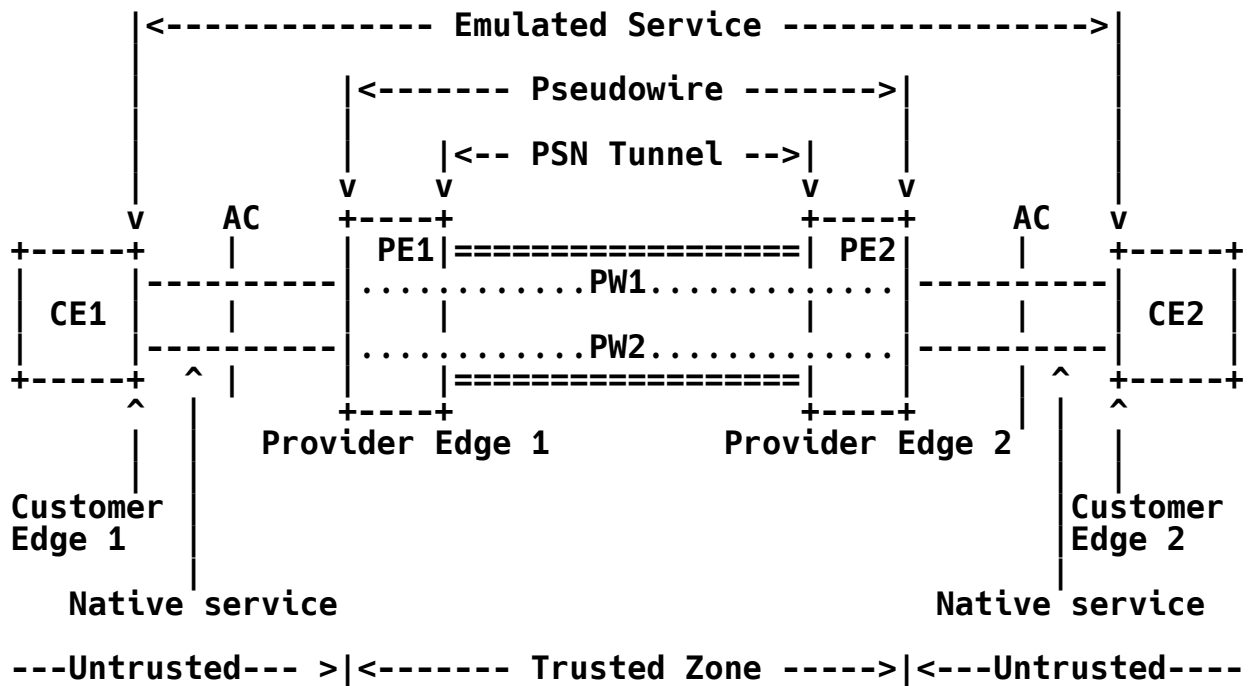 |<------------- Emulated Service ---------------->|
|<------- Pseudowire ------->|
|<-- PSN Tunnel -->|
v v v v
v AC +----+ +----+ AC v
+-----+ | | PE1|==================| PE2| | +-----+
| |----------|............PW1.............|----------| |
| CE1 | | | | | | | | CE2 |
| |----------|............PW2.............|----------| |
+-----+ ^ | | |==================| | | ^ +-----+
^ | +----+ +----+ | | ^
| | Provider Edge 1 Provider Edge 2 | |
| | | |
Customer | | Customer
Edge 1 | | Edge 2
| |
Native service Native service
---Untrusted--- >|<------- Trusted Zone ----->|<---Untrusted----